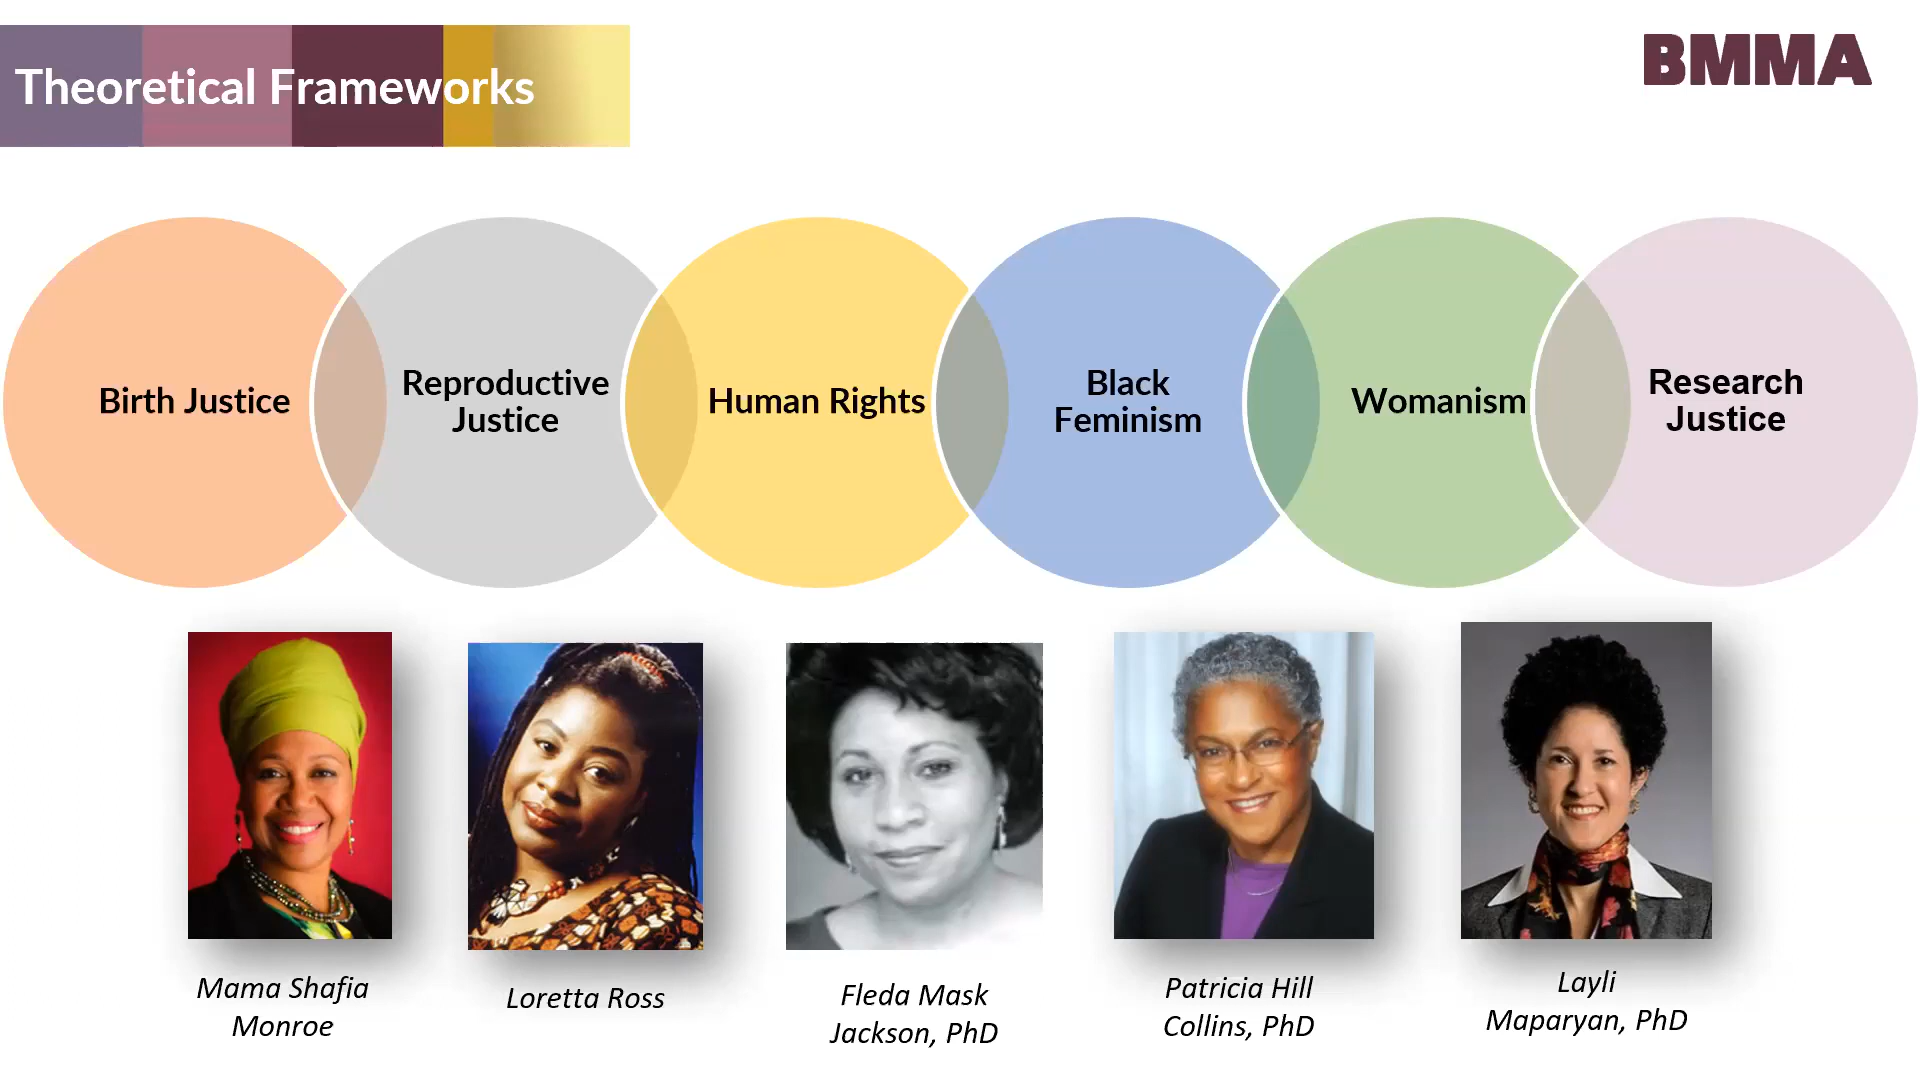 Theoretical Frameworks
BMMA
Birth Justice
Reproductive
Justice
Human Rights
Black
Feminism
Womanism
Research
Justice
Mama Shafia
Monroe
Loretta Ross
Fleda Mask
Jackson, PhD
Patricia Hill
Collins, PhD
Layli
Maparyan, PhD